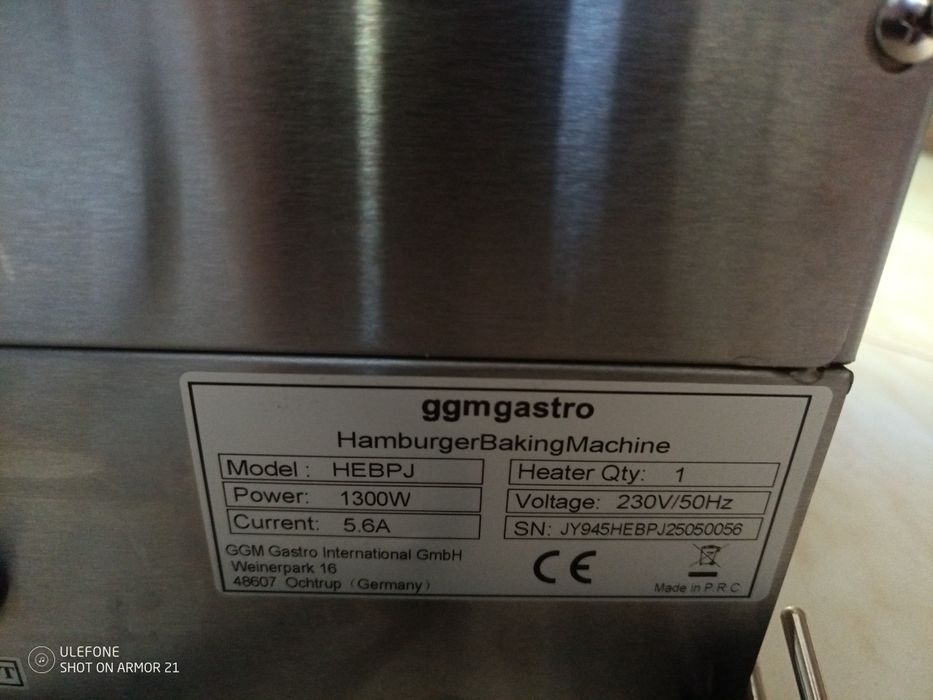 ggmgastro
HamburgerBakingMachine
Model : HEBPJ
Heater Qty: 1
Power: 1300W
Voltage: 230V/50Hz
Current: 5.6A
SN: JY945HEBPJ25050056
GGM Gastro International GmbH
Weinerpark 16
48607 Ochtrup (Germany)
CE
Made in P.R.C
ULEFONE
SHOT ON ARMOR 21